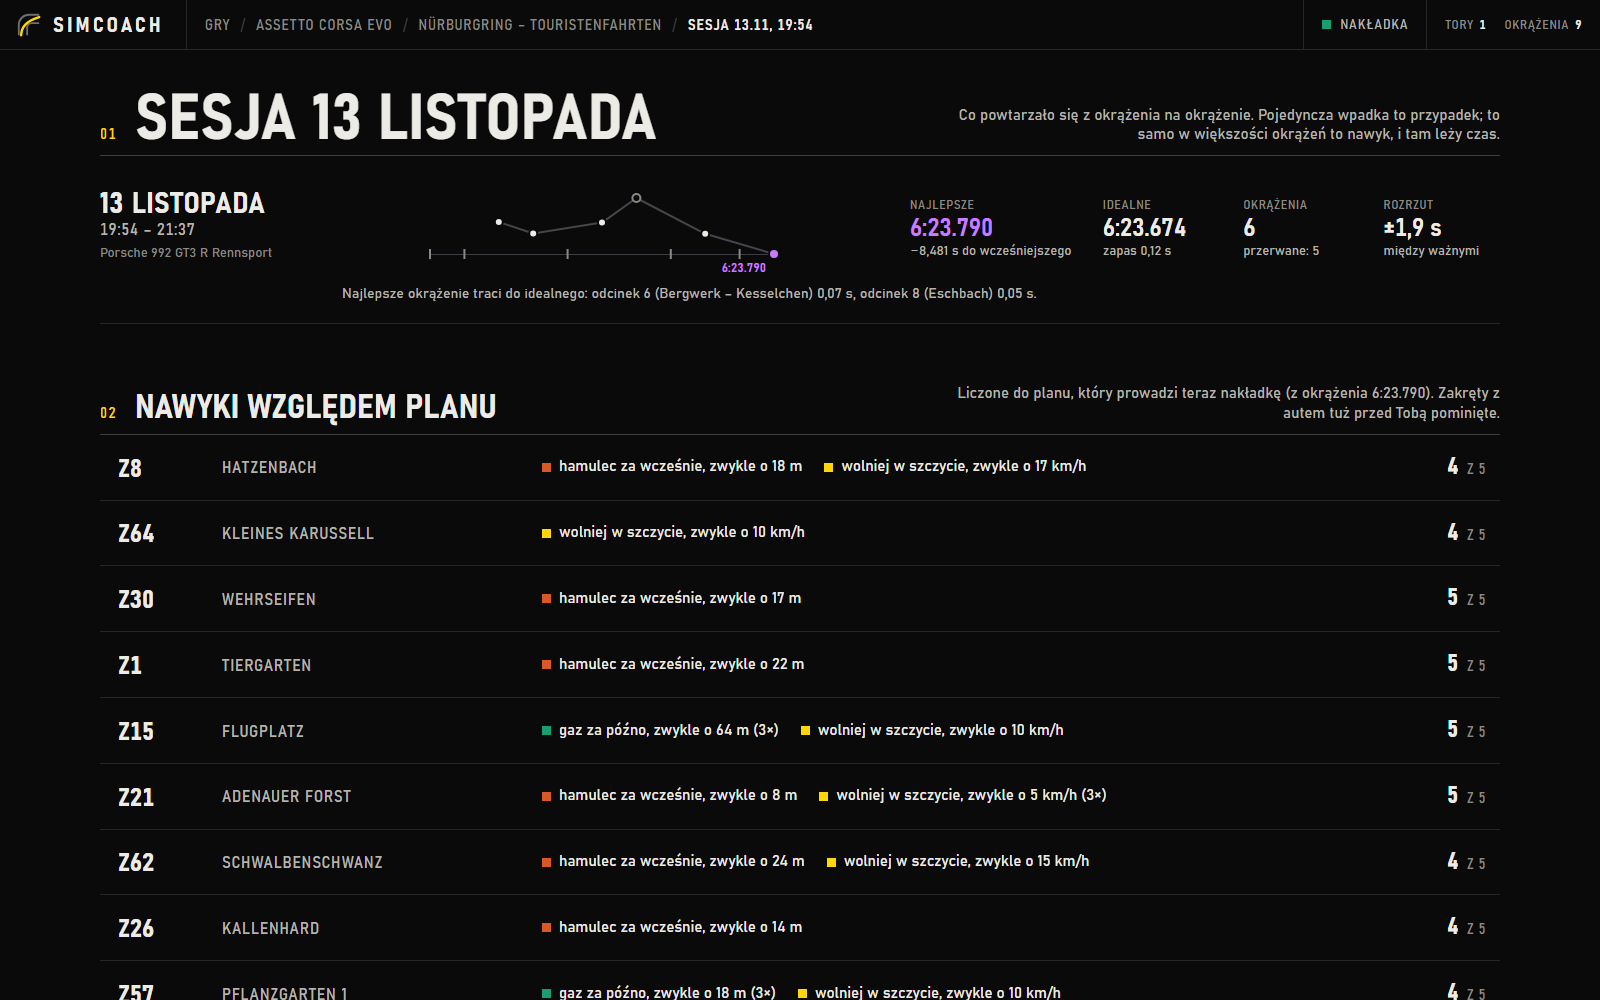 SIMCOACH
GRY / ASSETTO CORSA EVO / NÜRBURGRING – TOURISTENFAHRTEN / SESJA 13.11, 19:54
NAKŁADKA
TORY 1 OKRĄŻENIA 9
01 SESJA 13 LISTOPADA
Co powtarzało się z okrążenia na okrążenie. Pojedyncza wpadka to przypadek; to
samo w większości okrążeń to nawyk, i tam leży czas.
13 LISTOPADA
19:54 – 21:37
Porsche 992 GT3 R Rennsport
6:23.790
NAJLEPSZE
6:23.790
−8,481 s do wcześniejszego
IDEALNE
6:23.674
zapas 0,12 s
OKRĄŻENIA
6
przerwane: 5
ROZRZUT
±1,9 s
między ważnymi
Najlepsze okrążenie traci do idealnego: odcinek 6 (Bergwerk – Kesselchen) 0,07 s, odcinek 8 (Eschbach) 0,05 s.
02 NAWYKI WZGLĘDEM PLANU
Liczone do planu, który prowadzi teraz nakładkę (z okrążenia 6:23.790). Zakręty z
autem tuż przed Tobą pominięte.
Z8 HATZENBACH hamulec za wcześnie, zwykle o 18 m wolniej w szczycie, zwykle o 17 km/h 4 Z 5
Z64 KLEINES KARUSSELL wolniej w szczycie, zwykle o 10 km/h 4 Z 5
Z30 WEHRSEIFEN hamulec za wcześnie, zwykle o 17 m 5 Z 5
Z1 TIERGARTEN hamulec za wcześnie, zwykle o 22 m 5 Z 5
Z15 FLUGPLATZ gaz za późno, zwykle o 64 m (3×) wolniej w szczycie, zwykle o 10 km/h 5 Z 5
Z21 ADENAUER FORST hamulec za wcześnie, zwykle o 8 m wolniej w szczycie, zwykle o 5 km/h (3×) 5 Z 5
Z62 SCHWALBENSCHWANZ hamulec za wcześnie, zwykle o 24 m wolniej w szczycie, zwykle o 15 km/h 4 Z 5
Z26 KALLENHARD hamulec za wcześnie, zwykle o 14 m 4 Z 5
Z57 PFLANZGARTEN 1 gaz za późno, zwykle o 18 m (3×) wolniej w szczycie, zwykle o 10 km/h 4 Z 5